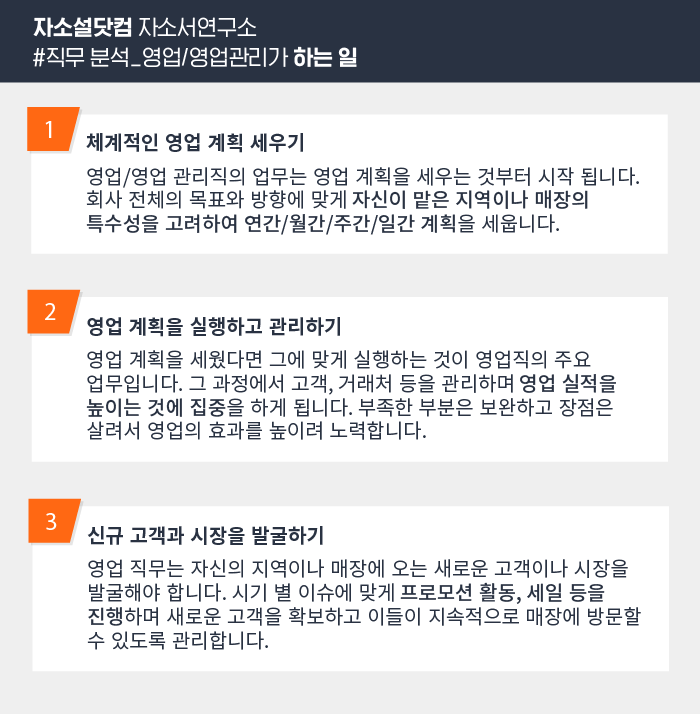 자소설닷컴 자소서연구소
#직무 분석_영업/영업관리가 하는 일
1
체계적인 영업 계획 세우기
영업/영업 관리직의 업무는 영업 계획을 세우는 것부터 시작 됩니다.
회사 전체의 목표와 방향에 맞게 자신이 맡은 지역이나 매장의
특수성을 고려하여 연간/월간/주간/일간 계획을 세웁니다.
2
영업 계획을 실행하고 관리하기
영업 계획을 세웠다면 그에 맞게 실행하는 것이 영업직의 주요
업무입니다. 그 과정에서 고객, 거래처 등을 관리하며 영업 실적을
높이는 것에 집중을 하게 됩니다. 부족한 부분은 보완하고 장점은
살려서 영업의 효과를 높이려 노력합니다.
3
신규 고객과 시장을 발굴하기
영업 직무는 자신의 지역이나 매장에 오는 새로운 고객이나 시장을
발굴해야 합니다. 시기 별 이슈에 맞게 프로모션 활동, 세일 등을
진행하며 새로운 고객을 확보하고 이들이 지속적으로 매장에 방문할
수 있도록 관리합니다.